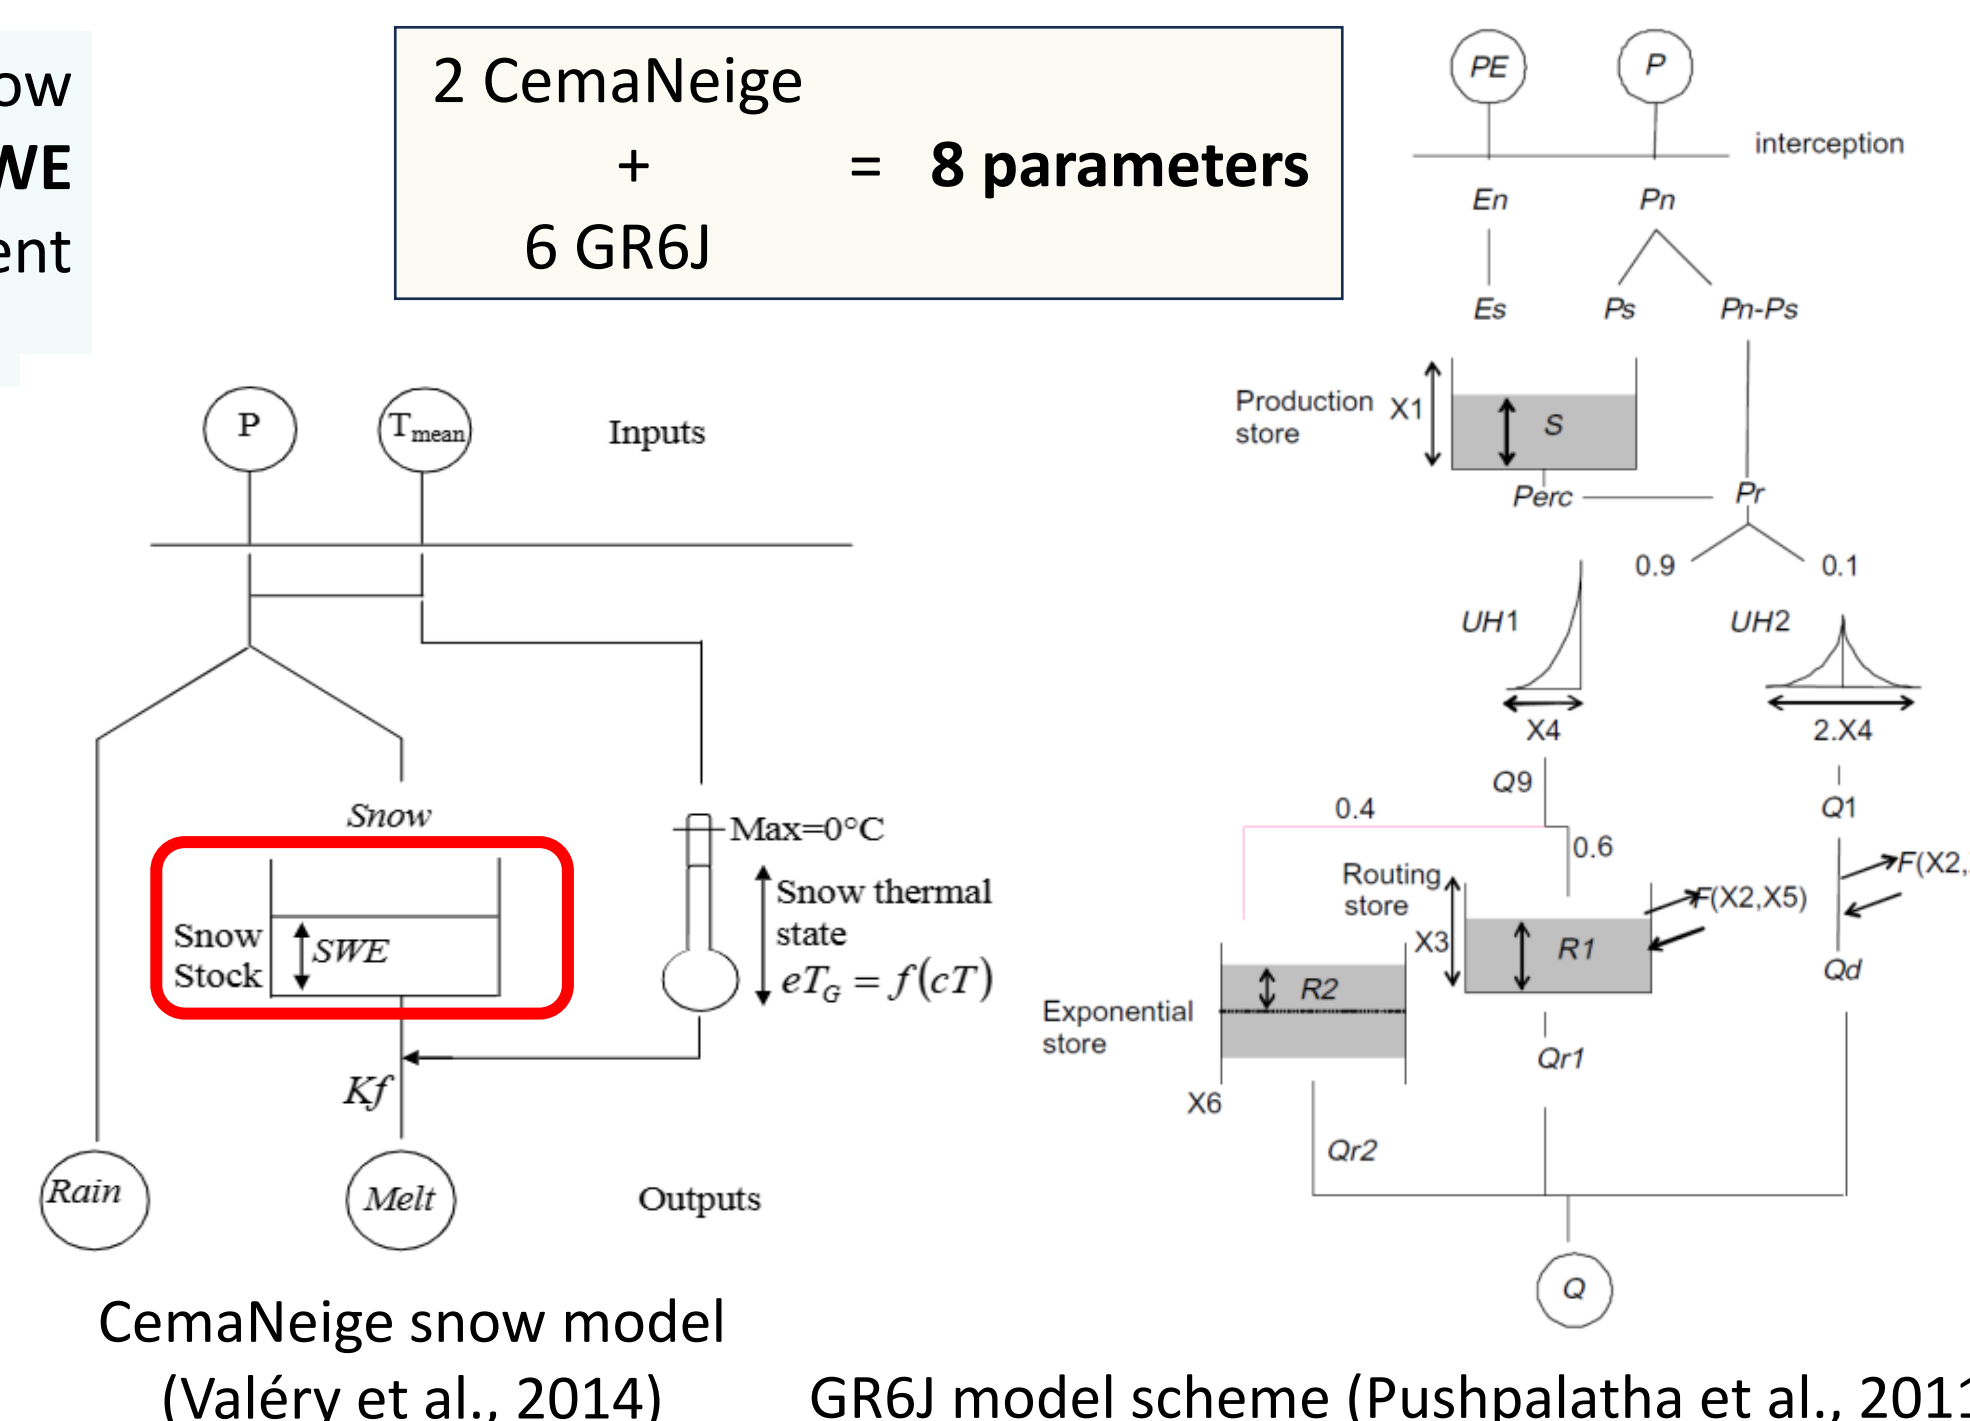 ow
WE
ent
2 CemaNeige
+ = 8 parameters
6 GR6J
P
T_mean
Inputs
Snow
Snow
Stock
SWE
Max=0°C
Snow thermal
state
eT_G = f(cT)
Kf
Rain
Melt
Outputs
CemaNeige snow model
(Valéry et al., 2014)
PE
P
interception
En
Pn
Es
Ps
Pn-Ps
Production
store
X1
S
Perc
Pr
0.9
0.1
UH1
UH2
X4
2.X4
Q9
Q1
0.4
0.6
Routing
store
X3
R1
F(X2,X5)
F(X2,
Qd
Exponential
store
R2
X6
Qr1
Qr2
Q
GR6J model scheme (Pushpalatha et al., 2011